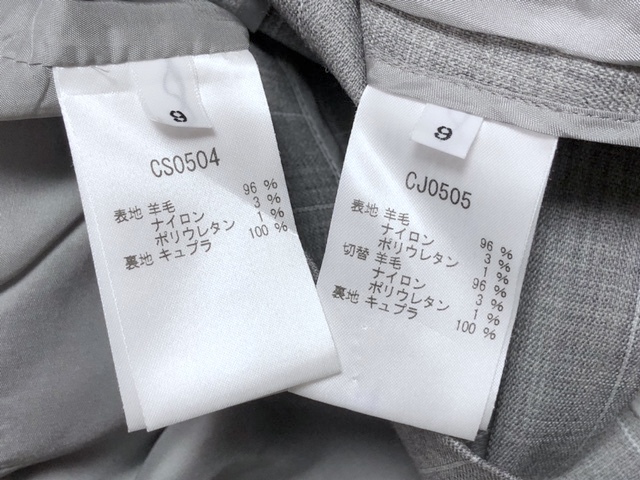 9
CS0504
表地 羊毛 96 %
ナイロン 3 %
ポリウレタン 1 %
裏地 キュプラ 100 %
9
CJ0505
表地 羊毛 96 %
ナイロン 3 %
ポリウレタン 1 %
切替 羊毛 96 %
ナイロン 3 %
ポリウレタン 1 %
裏地 キュプラ 100 %